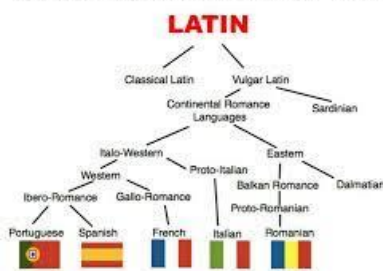 LATIN
Classical Latin Vulgar Latin
Continental Romance
Languages
Sardinian
Italo-Western Eastern
Western Proto-Italian
Balkan Romance Dalmatian
Ibero-Romance Gallo-Romance
Proto-Romanian
Portuguese Spanish French Italian Romanian